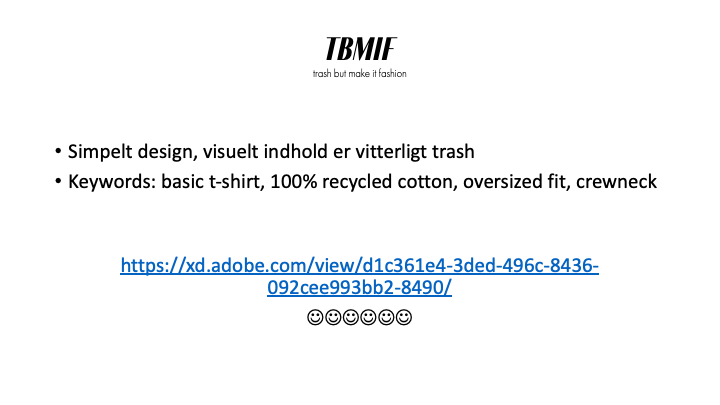 TBMIF
trash but make it fashion
• Simpelt design, visuelt indhold er vitterligt trash
• Keywords: basic t-shirt, 100% recycled cotton, oversized fit, crewneck
https://xd.adobe.com/view/d1c361e4-3ded-496c-8436-
092cee993bb2-8490/
☺☺☺☺☺☺